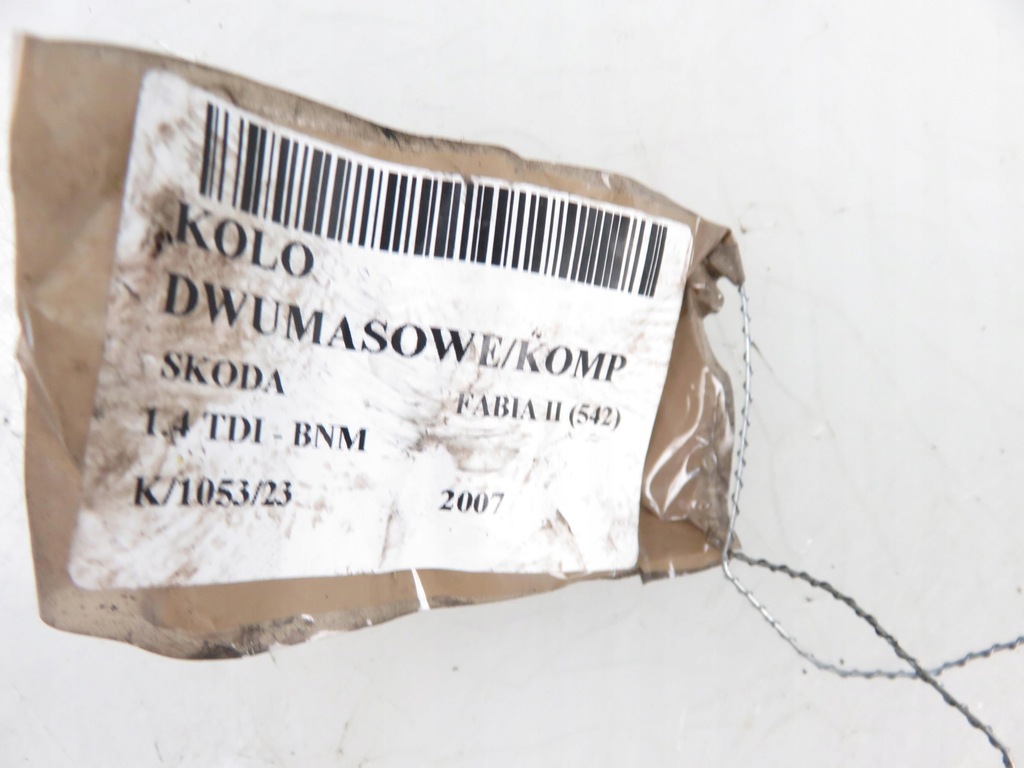 KOLO
DWUMASOWE/KOMP
SKODA FABIA II (542)
1.4 TDI - BNM
K/1053/23 2007